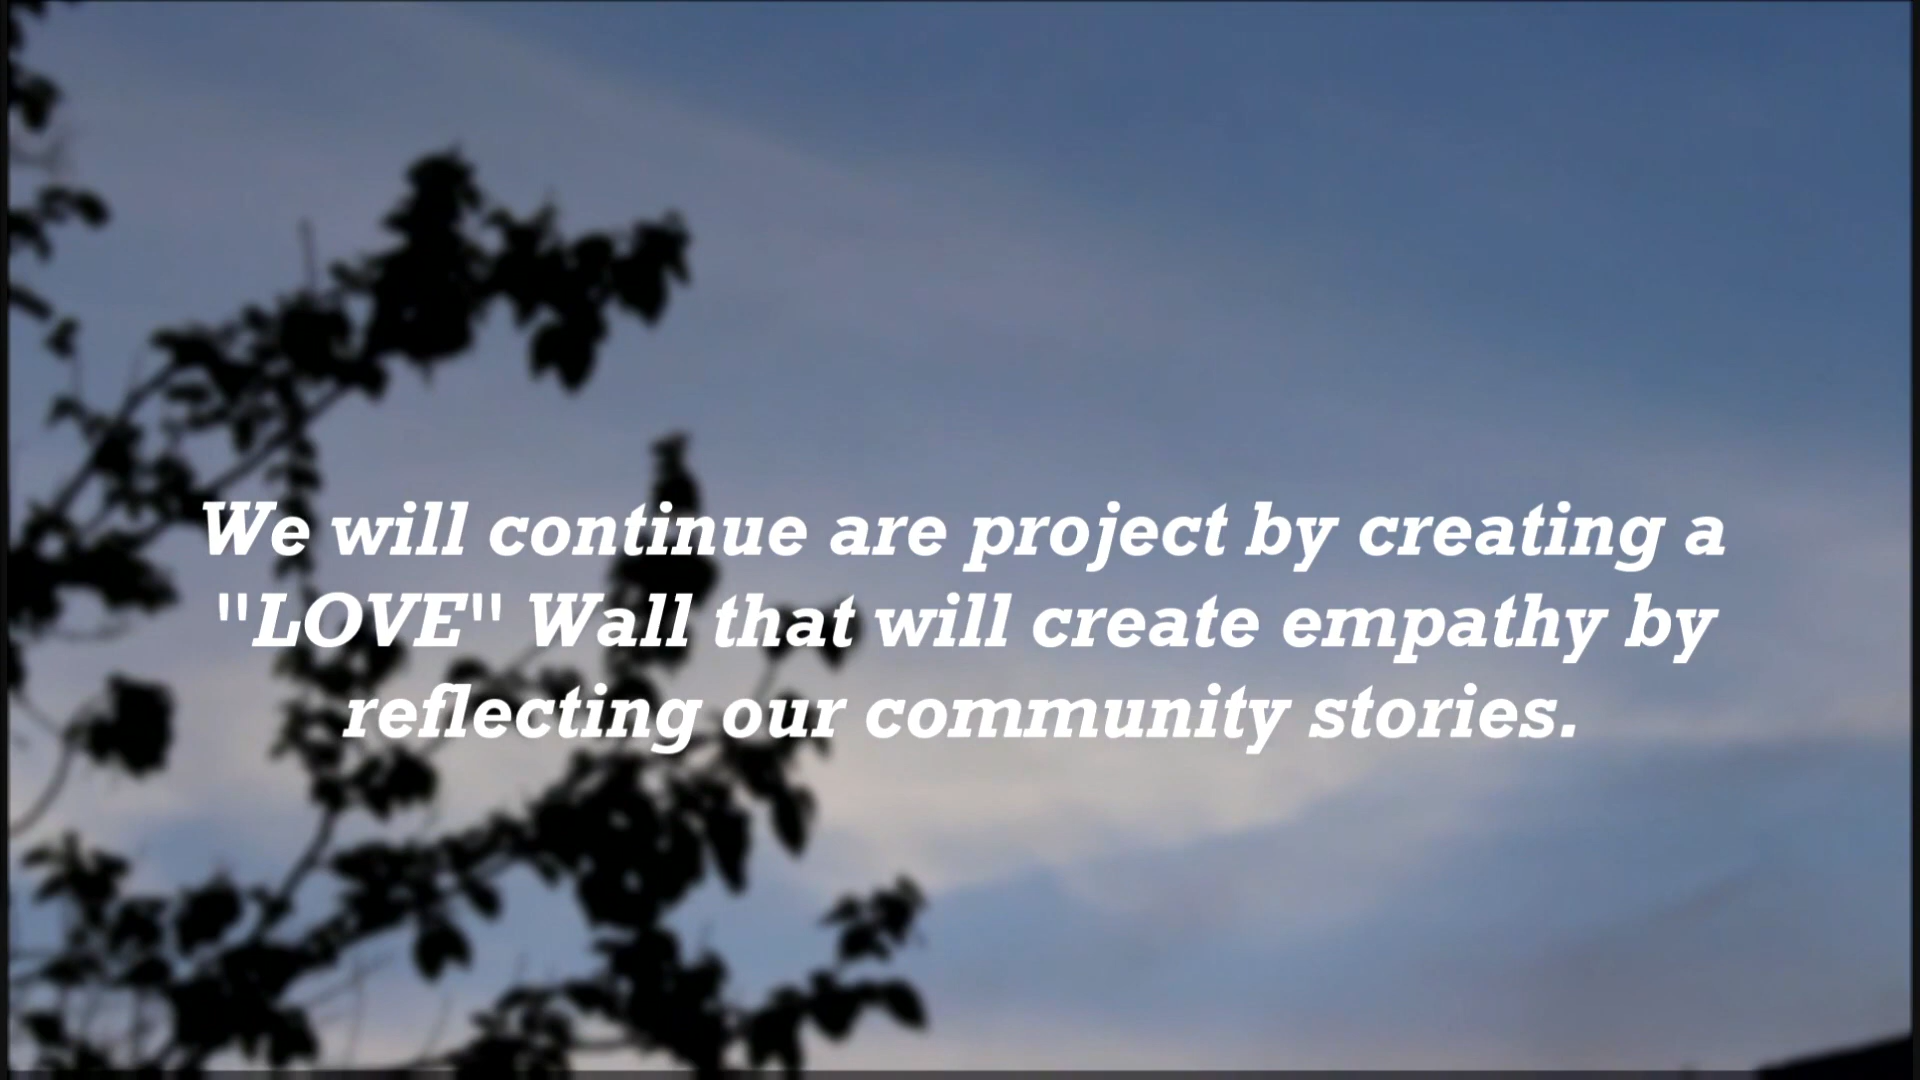 We will continue are project by creating a
"LOVE" Wall that will create empathy by
reflecting our community stories.